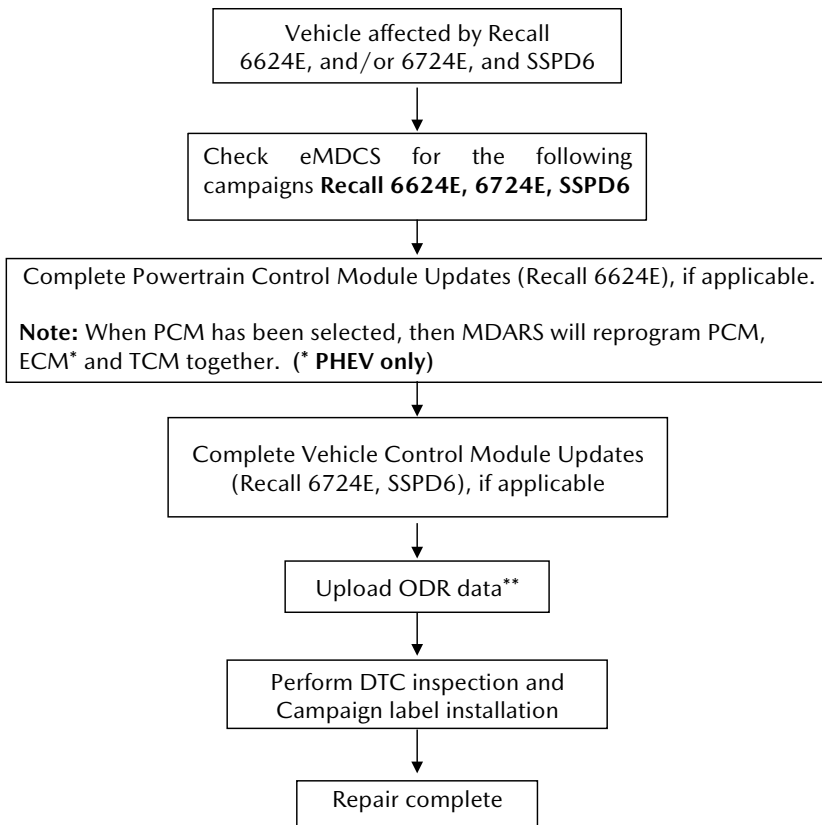 Vehicle affected by Recall
6624E, and/or 6724E, and SSPD6
Check eMDCS for the following
campaigns Recall 6624E, 6724E, SSPD6
Complete Powertrain Control Module Updates (Recall 6624E), if applicable.
Note: When PCM has been selected, then MDARS will reprogram PCM,
ECM* and TCM together. (* PHEV only)
Complete Vehicle Control Module Updates
(Recall 6724E, SSPD6), if applicable
Upload ODR data**
Perform DTC inspection and
Campaign label installation
Repair complete